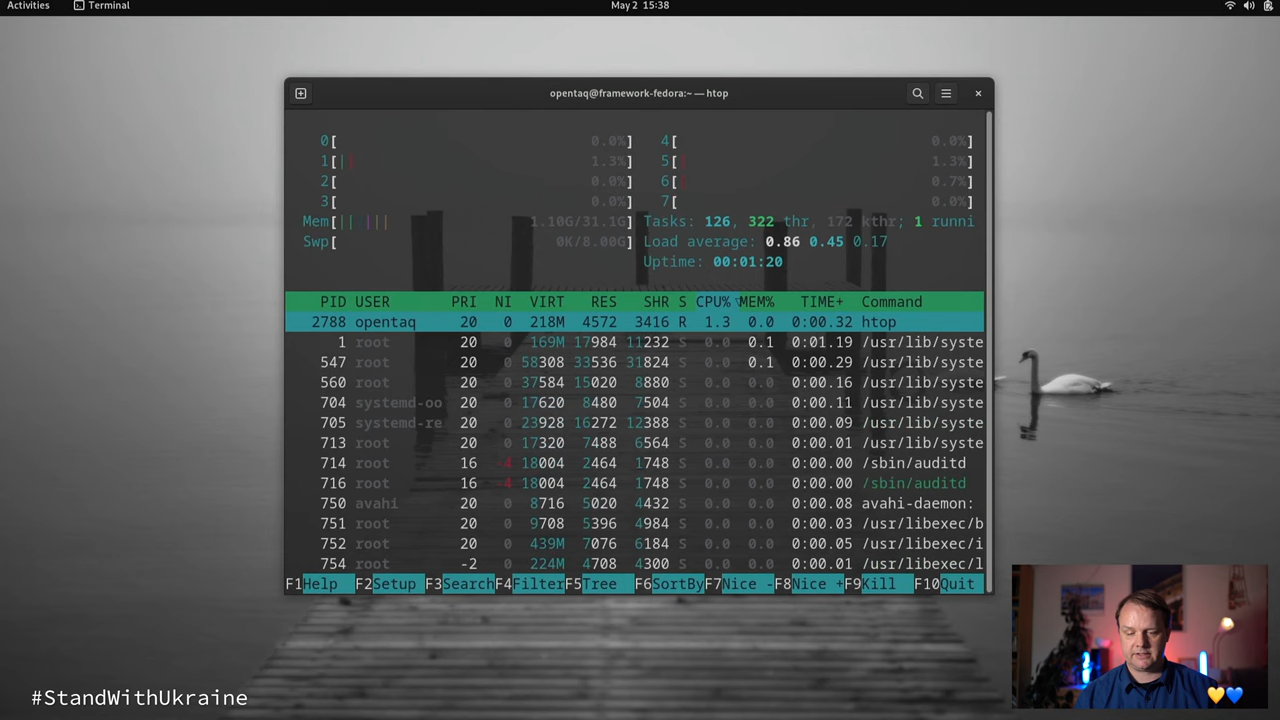 Activities Terminal May 2 15:38
opentaq@framework-fedora:~ — htop
0[ 0.0%] 4[ 0.0%]
1[|| 1.3%] 5[| 1.3%]
2[ 0.0%] 6[| 0.7%]
3[ 0.0%] 7[ 0.0%]
Mem[|| ||| 1.10G/31.1G] Tasks: 126, 322 thr, 172 kthr; 1 runni
Swp[ 0K/8.00G] Load average: 0.86 0.45 0.17
Uptime: 00:01:20
PID USER PRI NI VIRT RES SHR S CPU%▽MEM% TIME+ Command
2788 opentaq 20 0 218M 4572 3416 R 1.3 0.0 0:00.32 htop
1 root 20 0 169M 17984 11232 S 0.0 0.1 0:01.19 /usr/lib/syste
547 root 20 0 58308 33536 31824 S 0.0 0.1 0:00.29 /usr/lib/syste
560 root 20 0 37584 15020 8880 S 0.0 0.0 0:00.16 /usr/lib/syste
704 systemd-oo 20 0 17620 8480 7504 S 0.0 0.0 0:00.11 /usr/lib/syste
705 systemd-re 20 0 23928 16272 12388 S 0.0 0.0 0:00.09 /usr/lib/syste
713 root 20 0 17320 7488 6564 S 0.0 0.0 0:00.01 /usr/lib/syste
714 root 16 -4 18004 2464 1748 S 0.0 0.0 0:00.00 /sbin/auditd
716 root 16 -4 18004 2464 1748 S 0.0 0.0 0:00.00 /sbin/auditd
750 avahi 20 0 8716 5020 4432 S 0.0 0.0 0:00.08 avahi-daemon:
751 root 20 0 9708 5396 4984 S 0.0 0.0 0:00.03 /usr/libexec/b
752 root 20 0 439M 7076 6184 S 0.0 0.0 0:00.05 /usr/libexec/i
754 root -2 0 224M 4708 4300 S 0.0 0.0 0:00.01 /usr/libexec/l
F1Help F2Setup F3SearchF4FilterF5Tree F6SortByF7Nice -F8Nice +F9Kill F10Quit
#StandWithUkraine